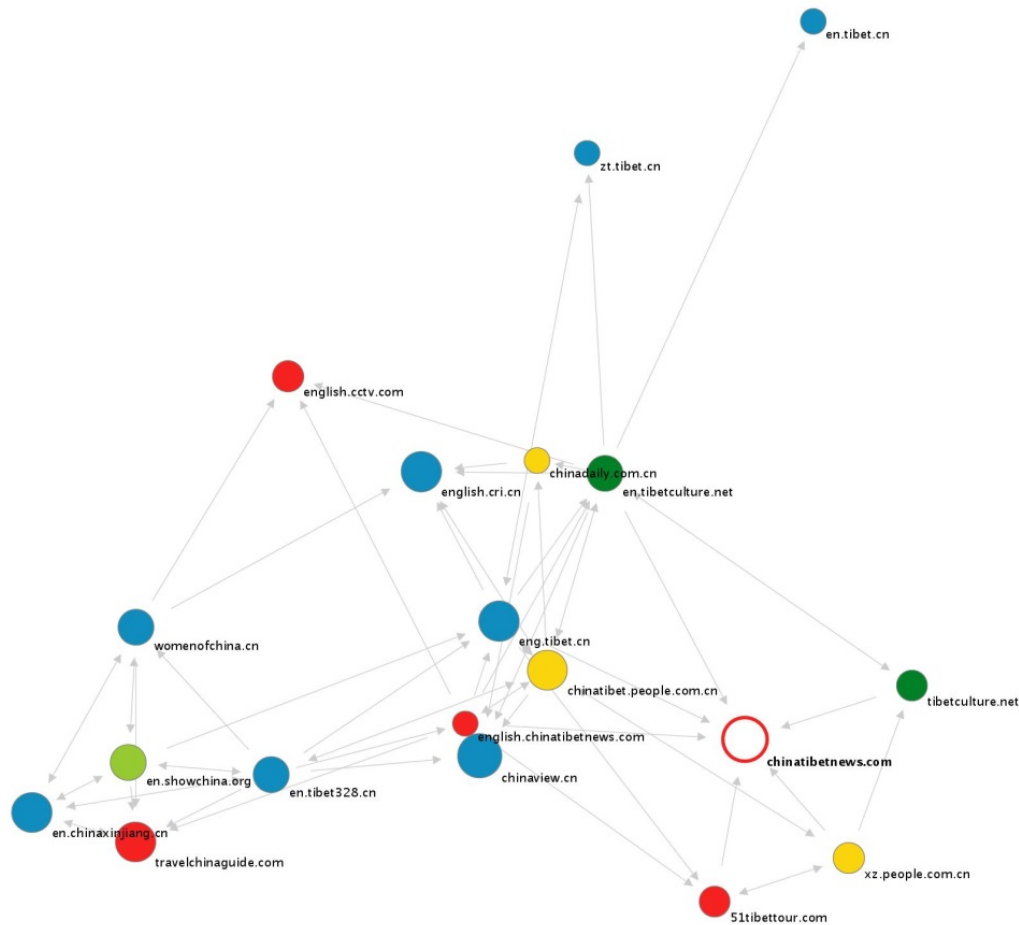 en.tibet.cn
zt.tibet.cn
english.cctv.com
chinadaily.com.cn
english.cri.cn
en.tibetculture.net
eng.tibet.cn
womenofchina.cn
chinatibet.people.com.cn
tibetculture.net
english.chinatibetnews.com
chinatibetnews.com
chinaview.cn
en.showchina.org
en.tibet328.cn
en.chinaxinjiang.cn
travelchinaguide.com
xz.people.com.cn
51tibettour.com